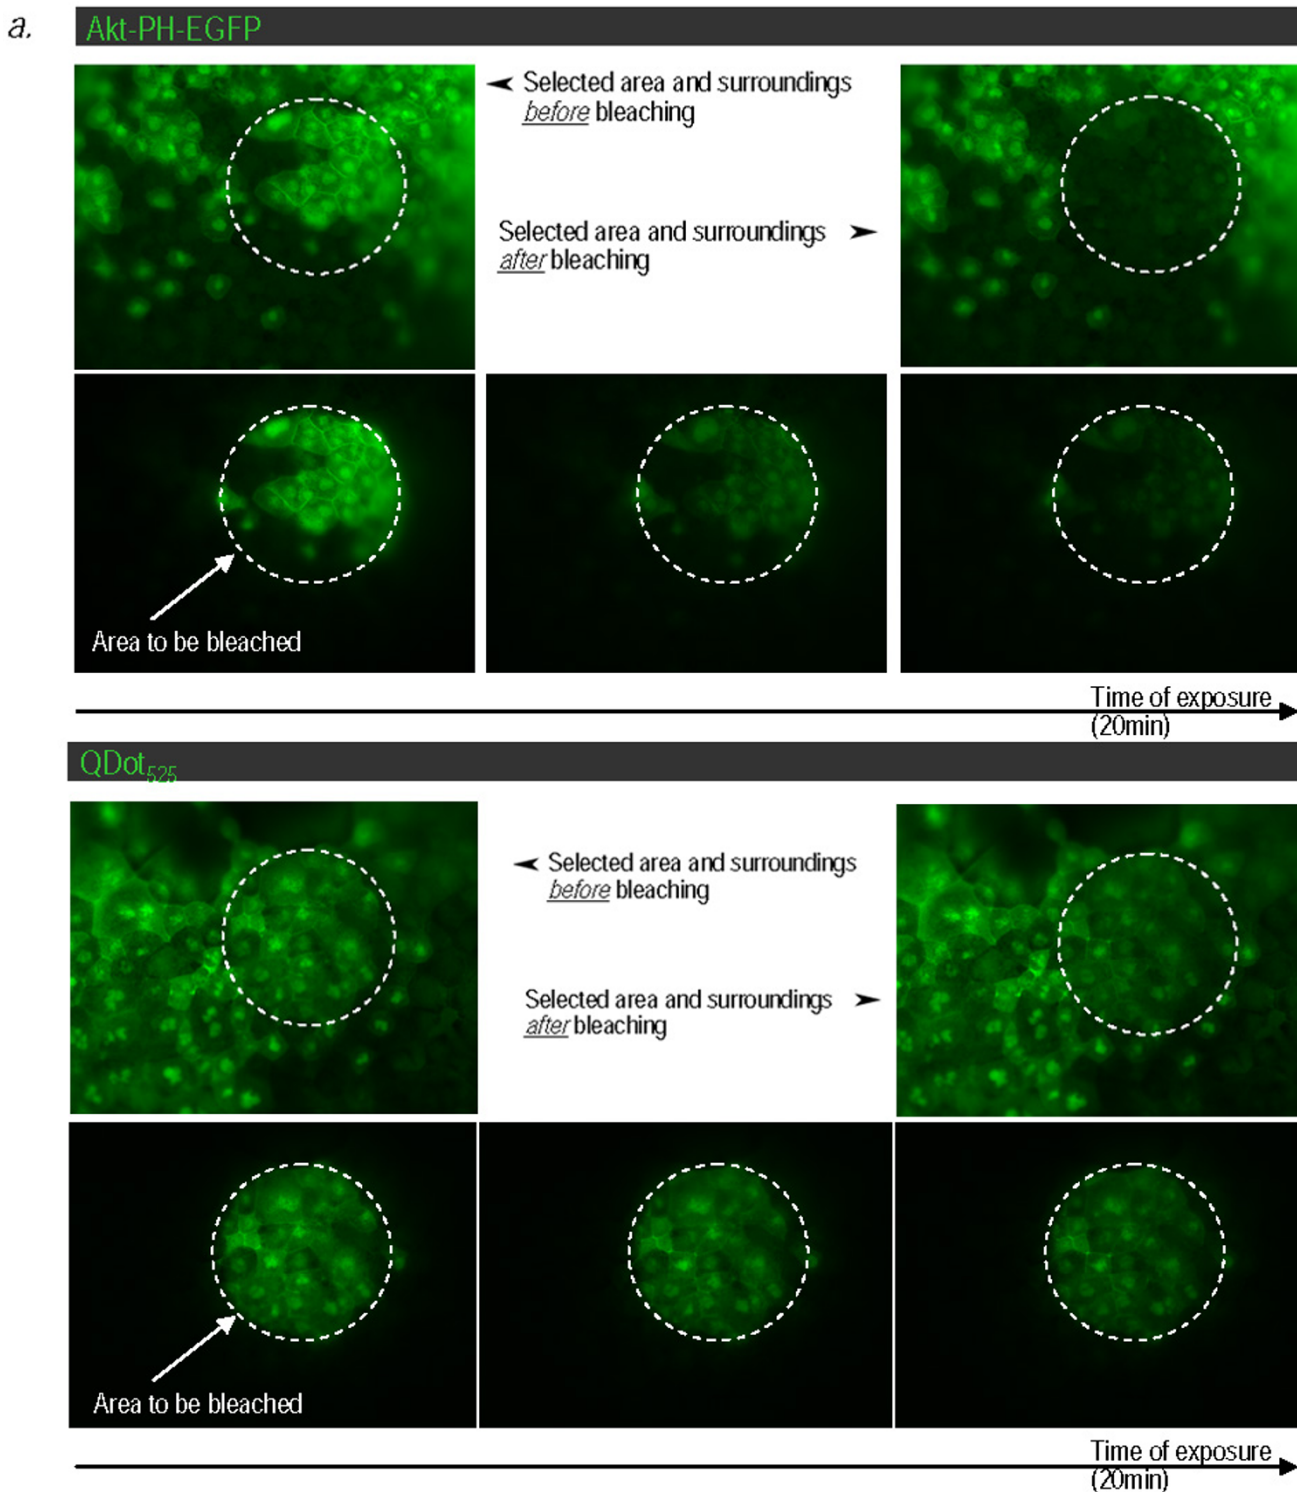 a.
Akt-PH-EGFP
Selected area and surroundings
before bleaching
Selected area and surroundings
after bleaching
Area to be bleached
Time of exposure
(20min)
QDot525
Selected area and surroundings
before bleaching
Selected area and surroundings
after bleaching
Area to be bleached
Time of exposure
(20min)